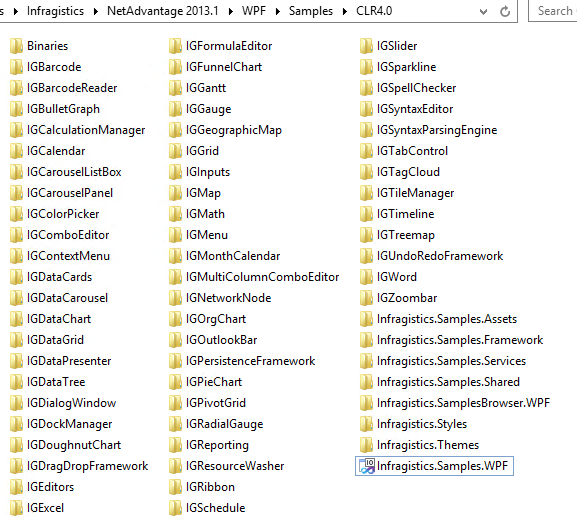 s ▸ Infragistics ▸ NetAdvantage 2013.1 ▸ WPF ▸ Samples ▸ CLR4.0
Search
Binaries
IGBarcode
IGBarcodeReader
IGBulletGraph
IGCalculationManager
IGCalendar
IGCarouselListBox
IGCarouselPanel
IGColorPicker
IGComboEditor
IGContextMenu
IGDataCards
IGDataCarousel
IGDataChart
IGDataGrid
IGDataPresenter
IGDataTree
IGDialogWindow
IGDockManager
IGDoughnutChart
IGDragDropFramework
IGEditors
IGExcel
IGFormulaEditor
IGFunnelChart
IGGantt
IGGauge
IGGeographicMap
IGGrid
IGInputs
IGMap
IGMath
IGMenu
IGMonthCalendar
IGMultiColumnComboEditor
IGNetworkNode
IGOrgChart
IGOutlookBar
IGPersistenceFramework
IGPieChart
IGPivotGrid
IGRadialGauge
IGReporting
IGResourceWasher
IGRibbon
IGSchedule
IGSlider
IGSparkline
IGSpellChecker
IGSyntaxEditor
IGSyntaxParsingEngine
IGTabControl
IGTagCloud
IGTileManager
IGTimeline
IGTreemap
IGUndoRedoFramework
IGWord
IGZoombar
Infragistics.Samples.Assets
Infragistics.Samples.Framework
Infragistics.Samples.Services
Infragistics.Samples.Shared
Infragistics.SamplesBrowser.WPF
Infragistics.Styles
Infragistics.Themes
Infragistics.Samples.WPF